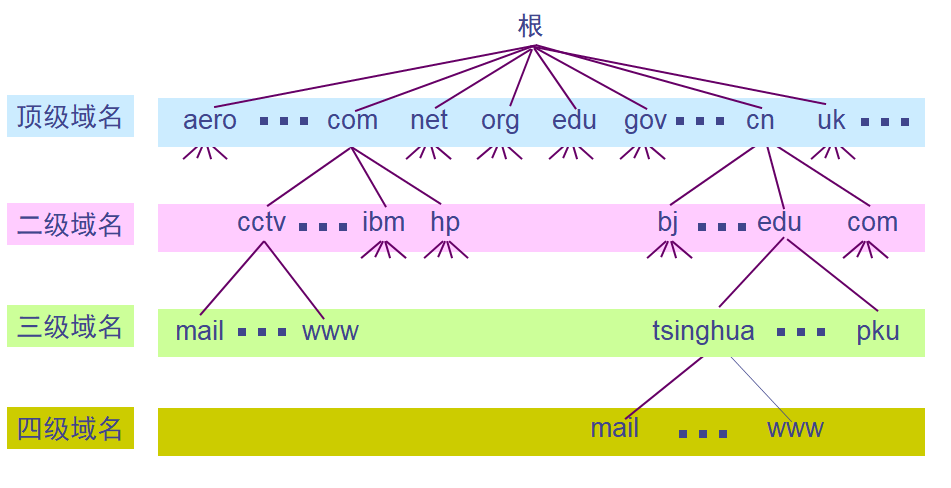 根
顶级域名 aero ... com net org edu gov ... cn uk ...
二级域名 cctv ... ibm hp bj ... edu com
三级域名 mail ... www tsinghua ... pku
四级域名 mail ... www